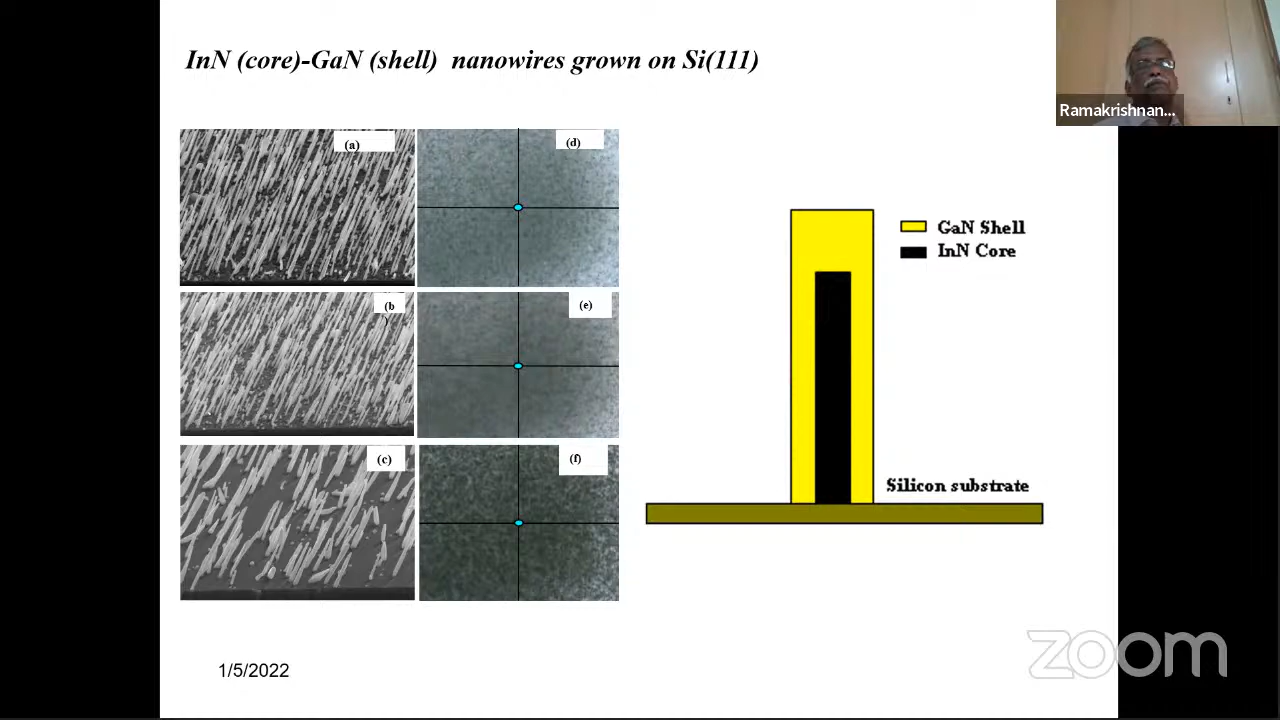 InN (core)-GaN (shell)  nanowires grown on Si(111)
Ramakrishnan...
(a)
(d)
(b
)
(e)
(c)
(f)
GaN Shell
InN Core
Silicon substrate
1/5/2022
zoom